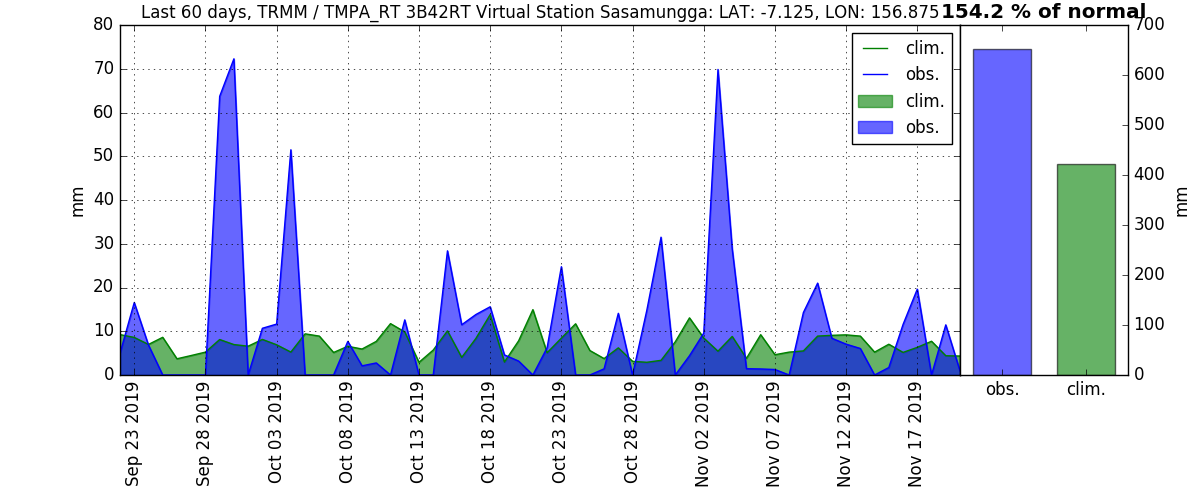 Last 60 days, TRMM / TMPA_RT 3B42RT Virtual Station Sasamungga: LAT: -7.125, LON: 156.875
154.2 % of normal
mm
80
70
60
50
40
30
20
10
0
clim.
obs.
clim.
obs.
Sep 23 2019
Sep 28 2019
Oct 03 2019
Oct 08 2019
Oct 13 2019
Oct 18 2019
Oct 23 2019
Oct 28 2019
Nov 02 2019
Nov 07 2019
Nov 12 2019
Nov 17 2019
700
600
500
400
300
200
100
0
mm
obs.
clim.